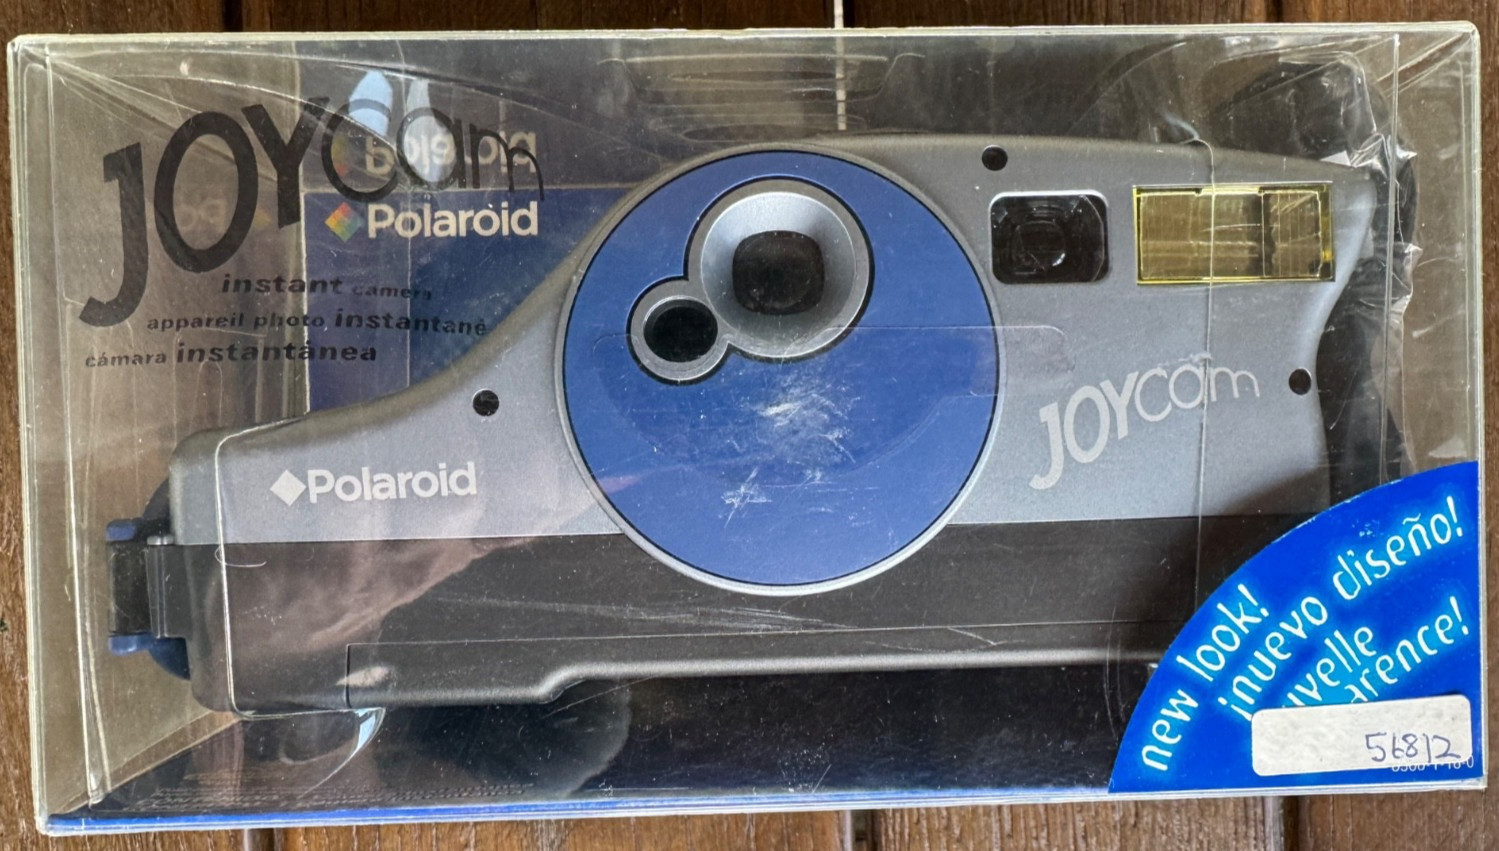 JOYcam
Polaroid
instant camera
appareil photo instantané
cámara instantánea
Polaroid
JOYcam
new look!
¡nuevo diseño!
56812